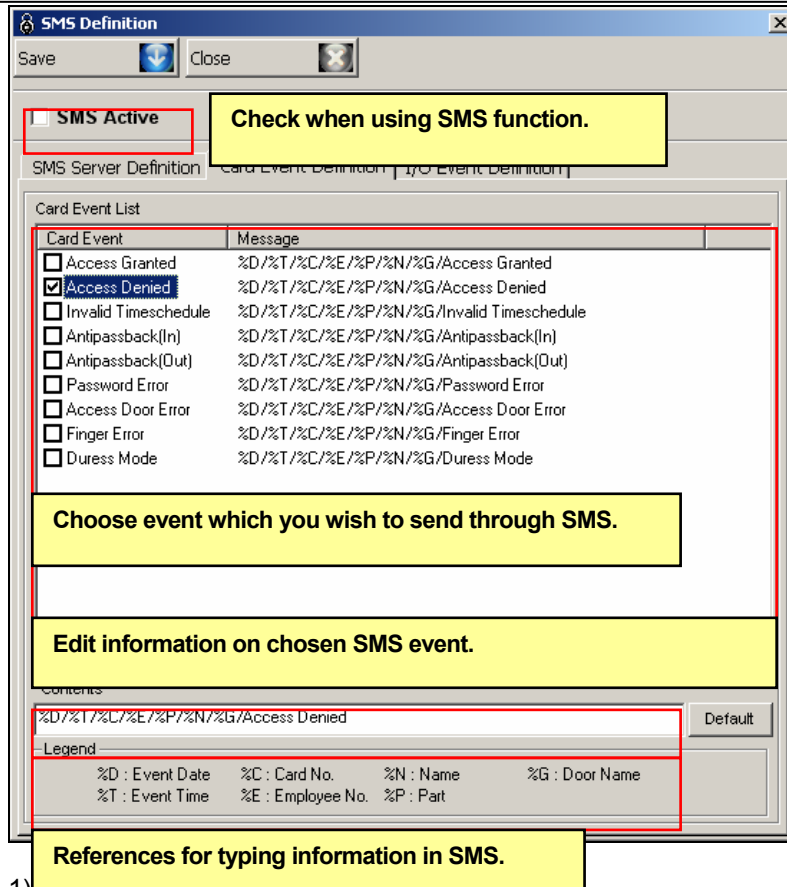 SMS Definition
Save Close
SMS Active
Check when using SMS function.
SMS Server Definition Card Event Definition I/O Event Definition
Card Event List
Card Event Message
Access Granted %D/%T/%C/%E/%P/%N/%G/Access Granted
Access Denied %D/%T/%C/%E/%P/%N/%G/Access Denied
Invalid Timeschedule %D/%T/%C/%E/%P/%N/%G/Invalid Timeschedule
Antipassback(In) %D/%T/%C/%E/%P/%N/%G/Antipassback(In)
Antipassback(Out) %D/%T/%C/%E/%P/%N/%G/Antipassback(Out)
Password Error %D/%T/%C/%E/%P/%N/%G/Password Error
Access Door Error %D/%T/%C/%E/%P/%N/%G/Access Door Error
Finger Error %D/%T/%C/%E/%P/%N/%G/Finger Error
Duress Mode %D/%T/%C/%E/%P/%N/%G/Duress Mode
Choose event which you wish to send through SMS.
Edit information on chosen SMS event.
Contents
%D/%T/%C/%E/%P/%N/%G/Access Denied Default
Legend
%D : Event Date %C : Card No. %N : Name %G : Door Name
%T : Event Time %E : Employee No. %P : Part
References for typing information in SMS.
1)